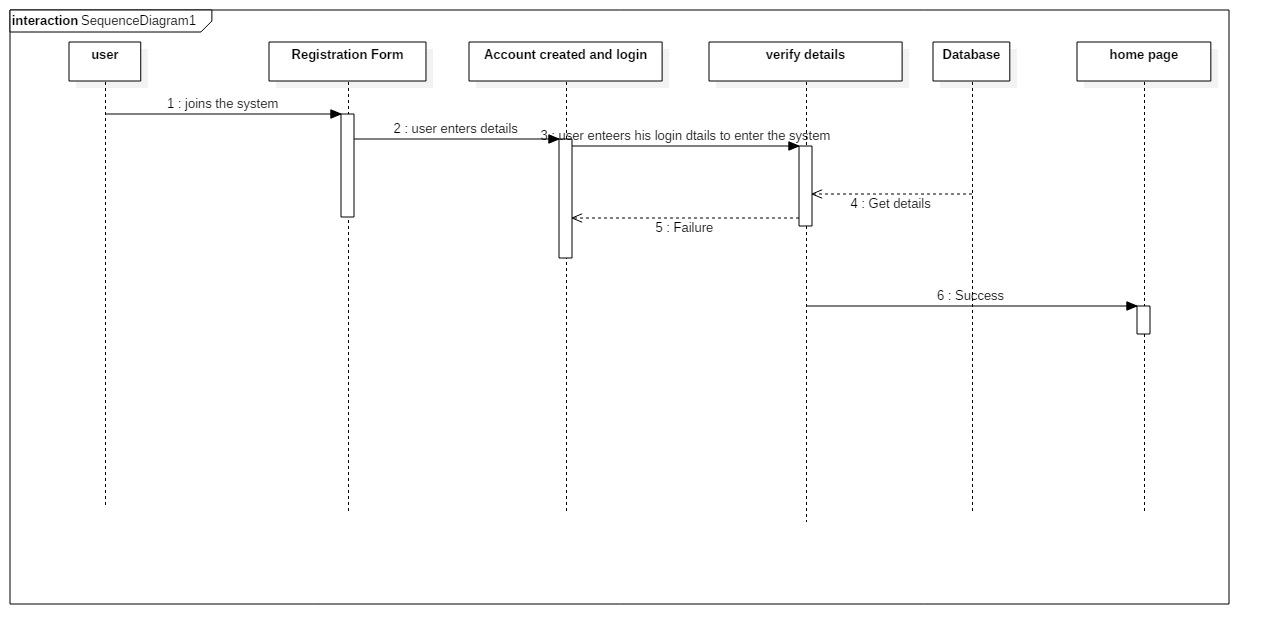 interaction SequenceDiagram1
user
Registration Form
Account created and login
verify details
Database
home page
1 : joins the system
2 : user enters details
3 : user enteers his login dtails to enter the system
4 : Get details
5 : Failure
6 : Success